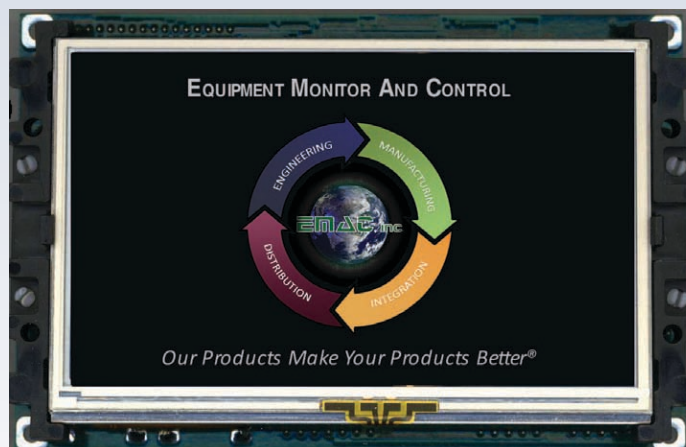 EQUIPMENT MONITOR AND CONTROL
ENGINEERING
MANUFACTURING
EMAC, inc
DISTRIBUTION
INTEGRATION
Our Products Make Your Products Better®